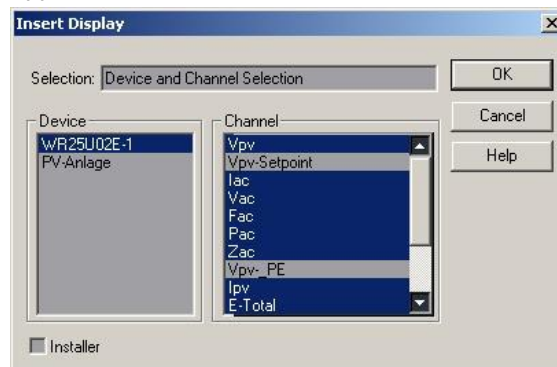 Insert Display
Selection: Device and Channel Selection
OK
Cancel
Help
Device
WR25U02E-1
PV-Anlage
Channel
Vpv
Vpv-Setpoint
Iac
Vac
Fac
Pac
Zac
Vpv-_PE
Ipv
E-Total
Installer